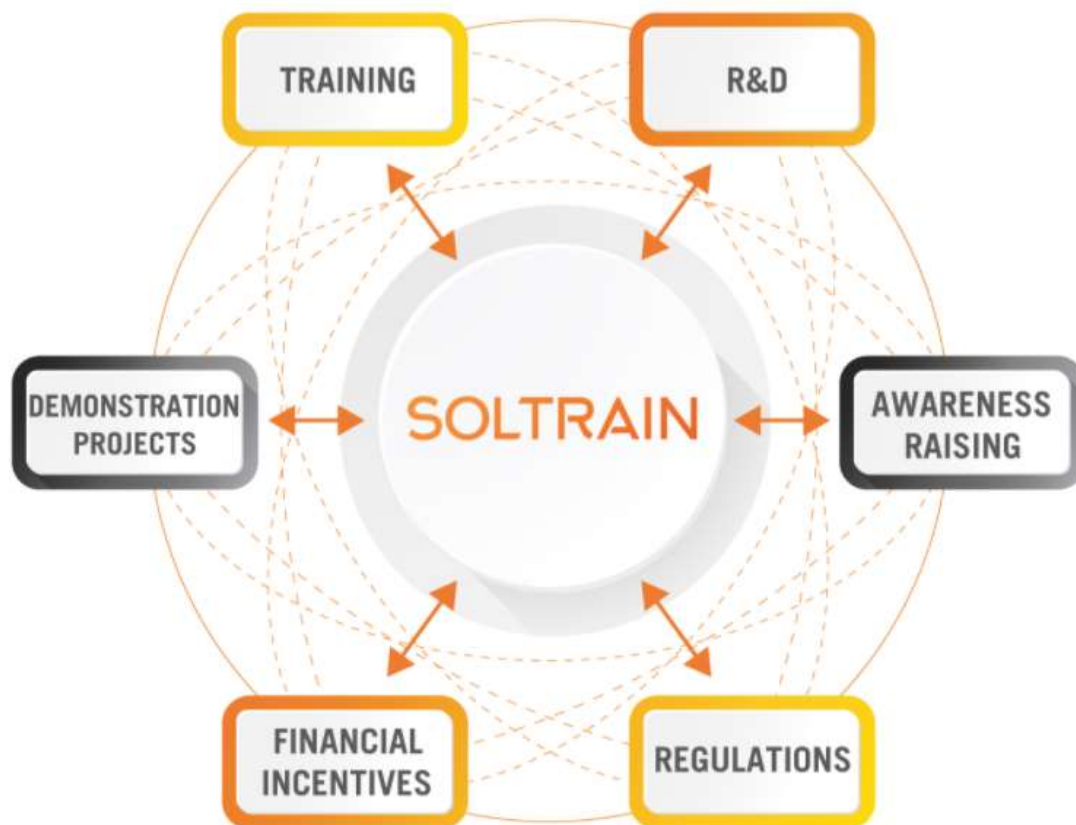 TRAINING
R&D
DEMONSTRATION
PROJECTS
SOLTRAIN
AWARENESS
RAISING
FINANCIAL
INCENTIVES
REGULATIONS